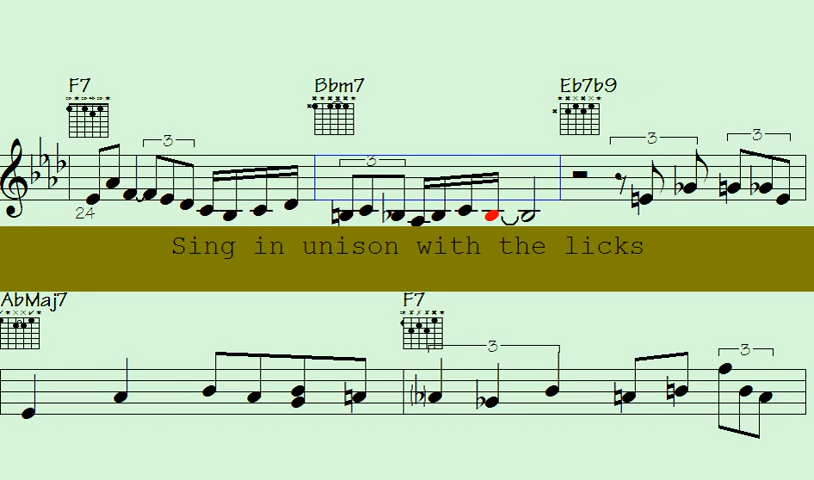 F7 Bbm7 Eb7b9
3 3 3 3
24
Sing in unison with the licks
AbMaj7 F7
3 3